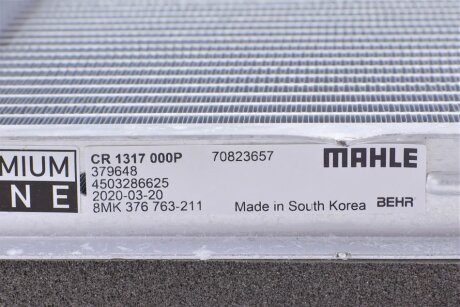 MIUM
NE
CR 1317 000P 70823657
379648
4503286625
2020-03-20
8MK 376 763-211
MAHLE
Made in South Korea BEHR